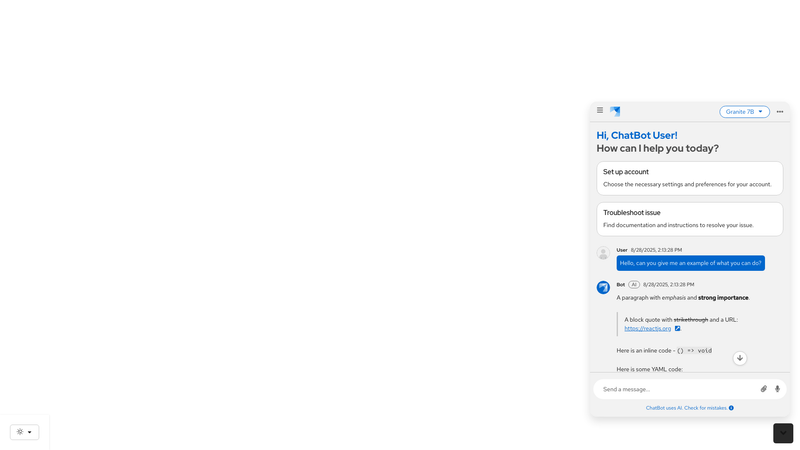 Granite 7B
Hi, ChatBot User!
How can I help you today?
Set up account
Choose the necessary settings and preferences for your account.
Troubleshoot issue
Find documentation and instructions to resolve your issue.
User 8/28/2025, 2:13:28 PM
Hello, can you give me an example of what you can do?
Bot AI 8/28/2025, 2:13:28 PM
A paragraph with emphasis and strong importance.
A block quote with strikethrough and a URL:
https://reactjs.org
Here is an inline code - () => void
Here is some YAML code:
Send a message...
ChatBot uses AI. Check for mistakes.